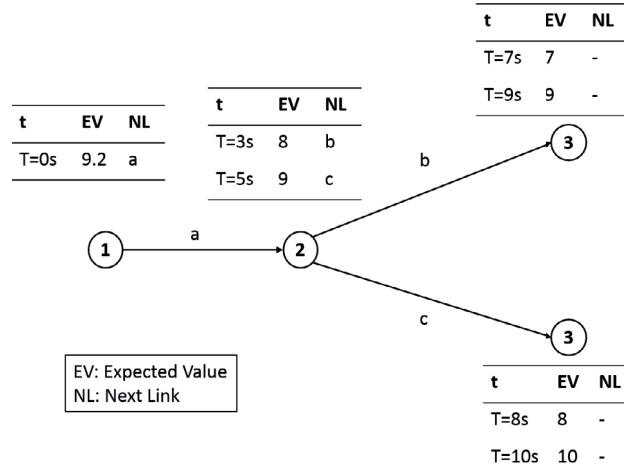 t EV NL
T=7s 7 -
T=9s 9 -
t EV NL
T=3s 8 b
T=5s 9 c
t EV NL
T=0s 9.2 a
3
b
a
1
2
c
3
EV: Expected Value
NL: Next Link
t EV NL
T=8s 8 -
T=10s 10 -